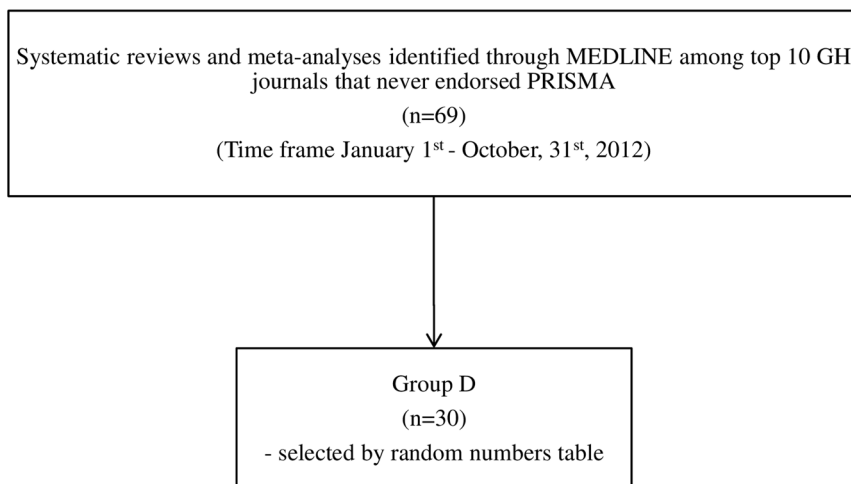 Systematic reviews and meta-analyses identified through MEDLINE among top 10 GH
journals that never endorsed PRISMA
(n=69)
(Time frame January 1st - October, 31st, 2012)
Group D
(n=30)
- selected by random numbers table